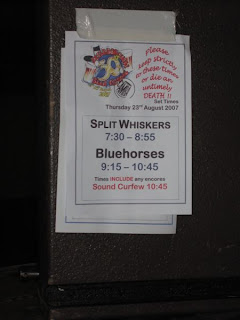 30
Please
keep strictly
to these times
or die an
untimely
DEATH !!
Set Times
Thursday 23rd August 2007
SPLIT WHISKERS
7:30 – 8:55
Bluehorses
9:15 – 10:45
Times INCLUDE any encores
Sound Curfew 10:45